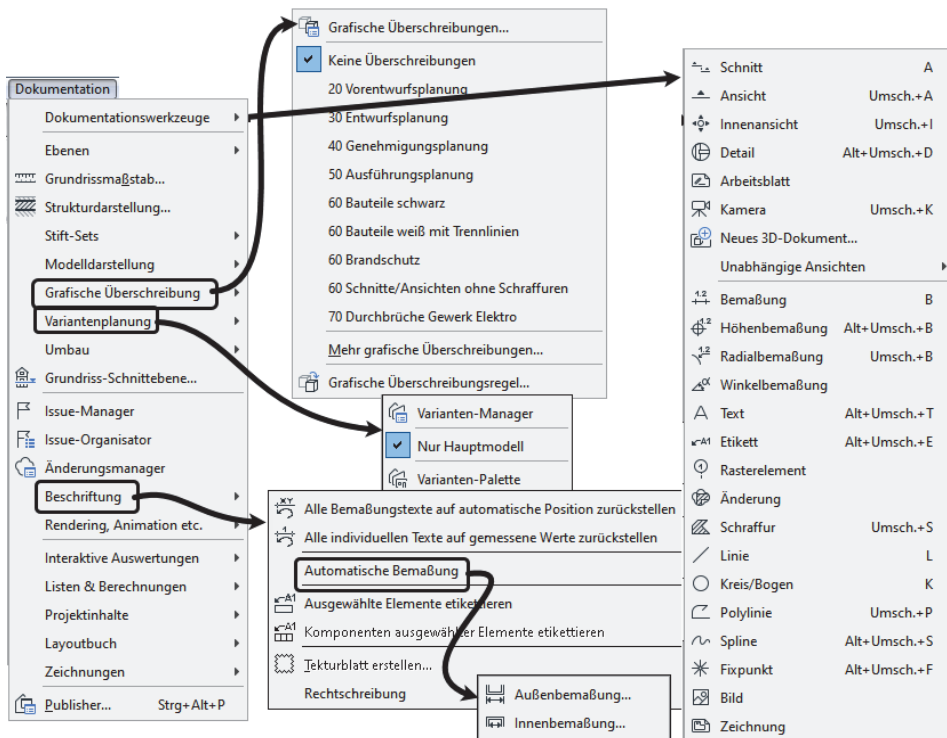 Dokumentation
Dokumentationswerkzeuge
Ebenen
Grundrissmaßstab...
Strukturdarstellung...
Stift-Sets
Modelldarstellung
Grafische Überschreibung
Variantenplanung
Umbau
Grundriss-Schnittebene...
Issue-Manager
Issue-Organisator
Änderungsmanager
Beschriftung
Rendering, Animation etc.
Interaktive Auswertungen
Listen & Berechnungen
Projektinhalte
Layoutbuch
Zeichnungen
Publisher... Strg+Alt+P
Grafische Überschreibungen...
Keine Überschreibungen
20 Vorentwurfsplanung
30 Entwurfsplanung
40 Genehmigungsplanung
50 Ausführungsplanung
60 Bauteile schwarz
60 Bauteile weiß mit Trennlinien
60 Brandschutz
60 Schnitte/Ansichten ohne Schraffuren
70 Durchbrüche Gewerk Elektro
Mehr grafische Überschreibungen...
Grafische Überschreibungsregel...
Varianten-Manager
Nur Hauptmodell
Varianten-Palette
Alle Bemaßungstexte auf automatische Position zurückstellen
Alle individuellen Texte auf gemessene Werte zurückstellen
Automatische Bemaßung
Ausgewählte Elemente etikettieren
Komponenten ausgewählter Elemente etikettieren
Tekturblatt erstellen...
Rechtschreibung
Außenbemaßung...
Innenbemaßung...
Schnitt A
Ansicht Umsch.+A
Innenansicht Umsch.+I
Detail Alt+Umsch.+D
Arbeitsblatt
Kamera Umsch.+K
Neues 3D-Dokument...
Unabhängige Ansichten
Bemaßung B
Höhenbemaßung Alt+Umsch.+B
Radialbemaßung Umsch.+B
Winkelbemaßung
Text Alt+Umsch.+T
Etikett Alt+Umsch.+E
Rasterelement
Änderung
Schraffur Umsch.+S
Linie L
Kreis/Bogen K
Polylinie Umsch.+P
Spline Alt+Umsch.+S
Fixpunkt Alt+Umsch.+F
Bild
Zeichnung